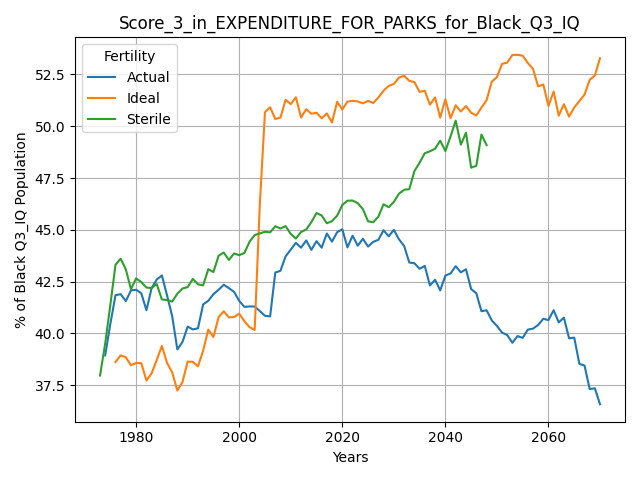 Score_3_in_EXPENDITURE_FOR_PARKS_for_Black_Q3_IQ
Fertility
Actual
Ideal
Sterile
% of Black Q3_IQ Population
52.5
50.0
47.5
45.0
42.5
40.0
37.5
1980
2000
2020
2040
2060
Years